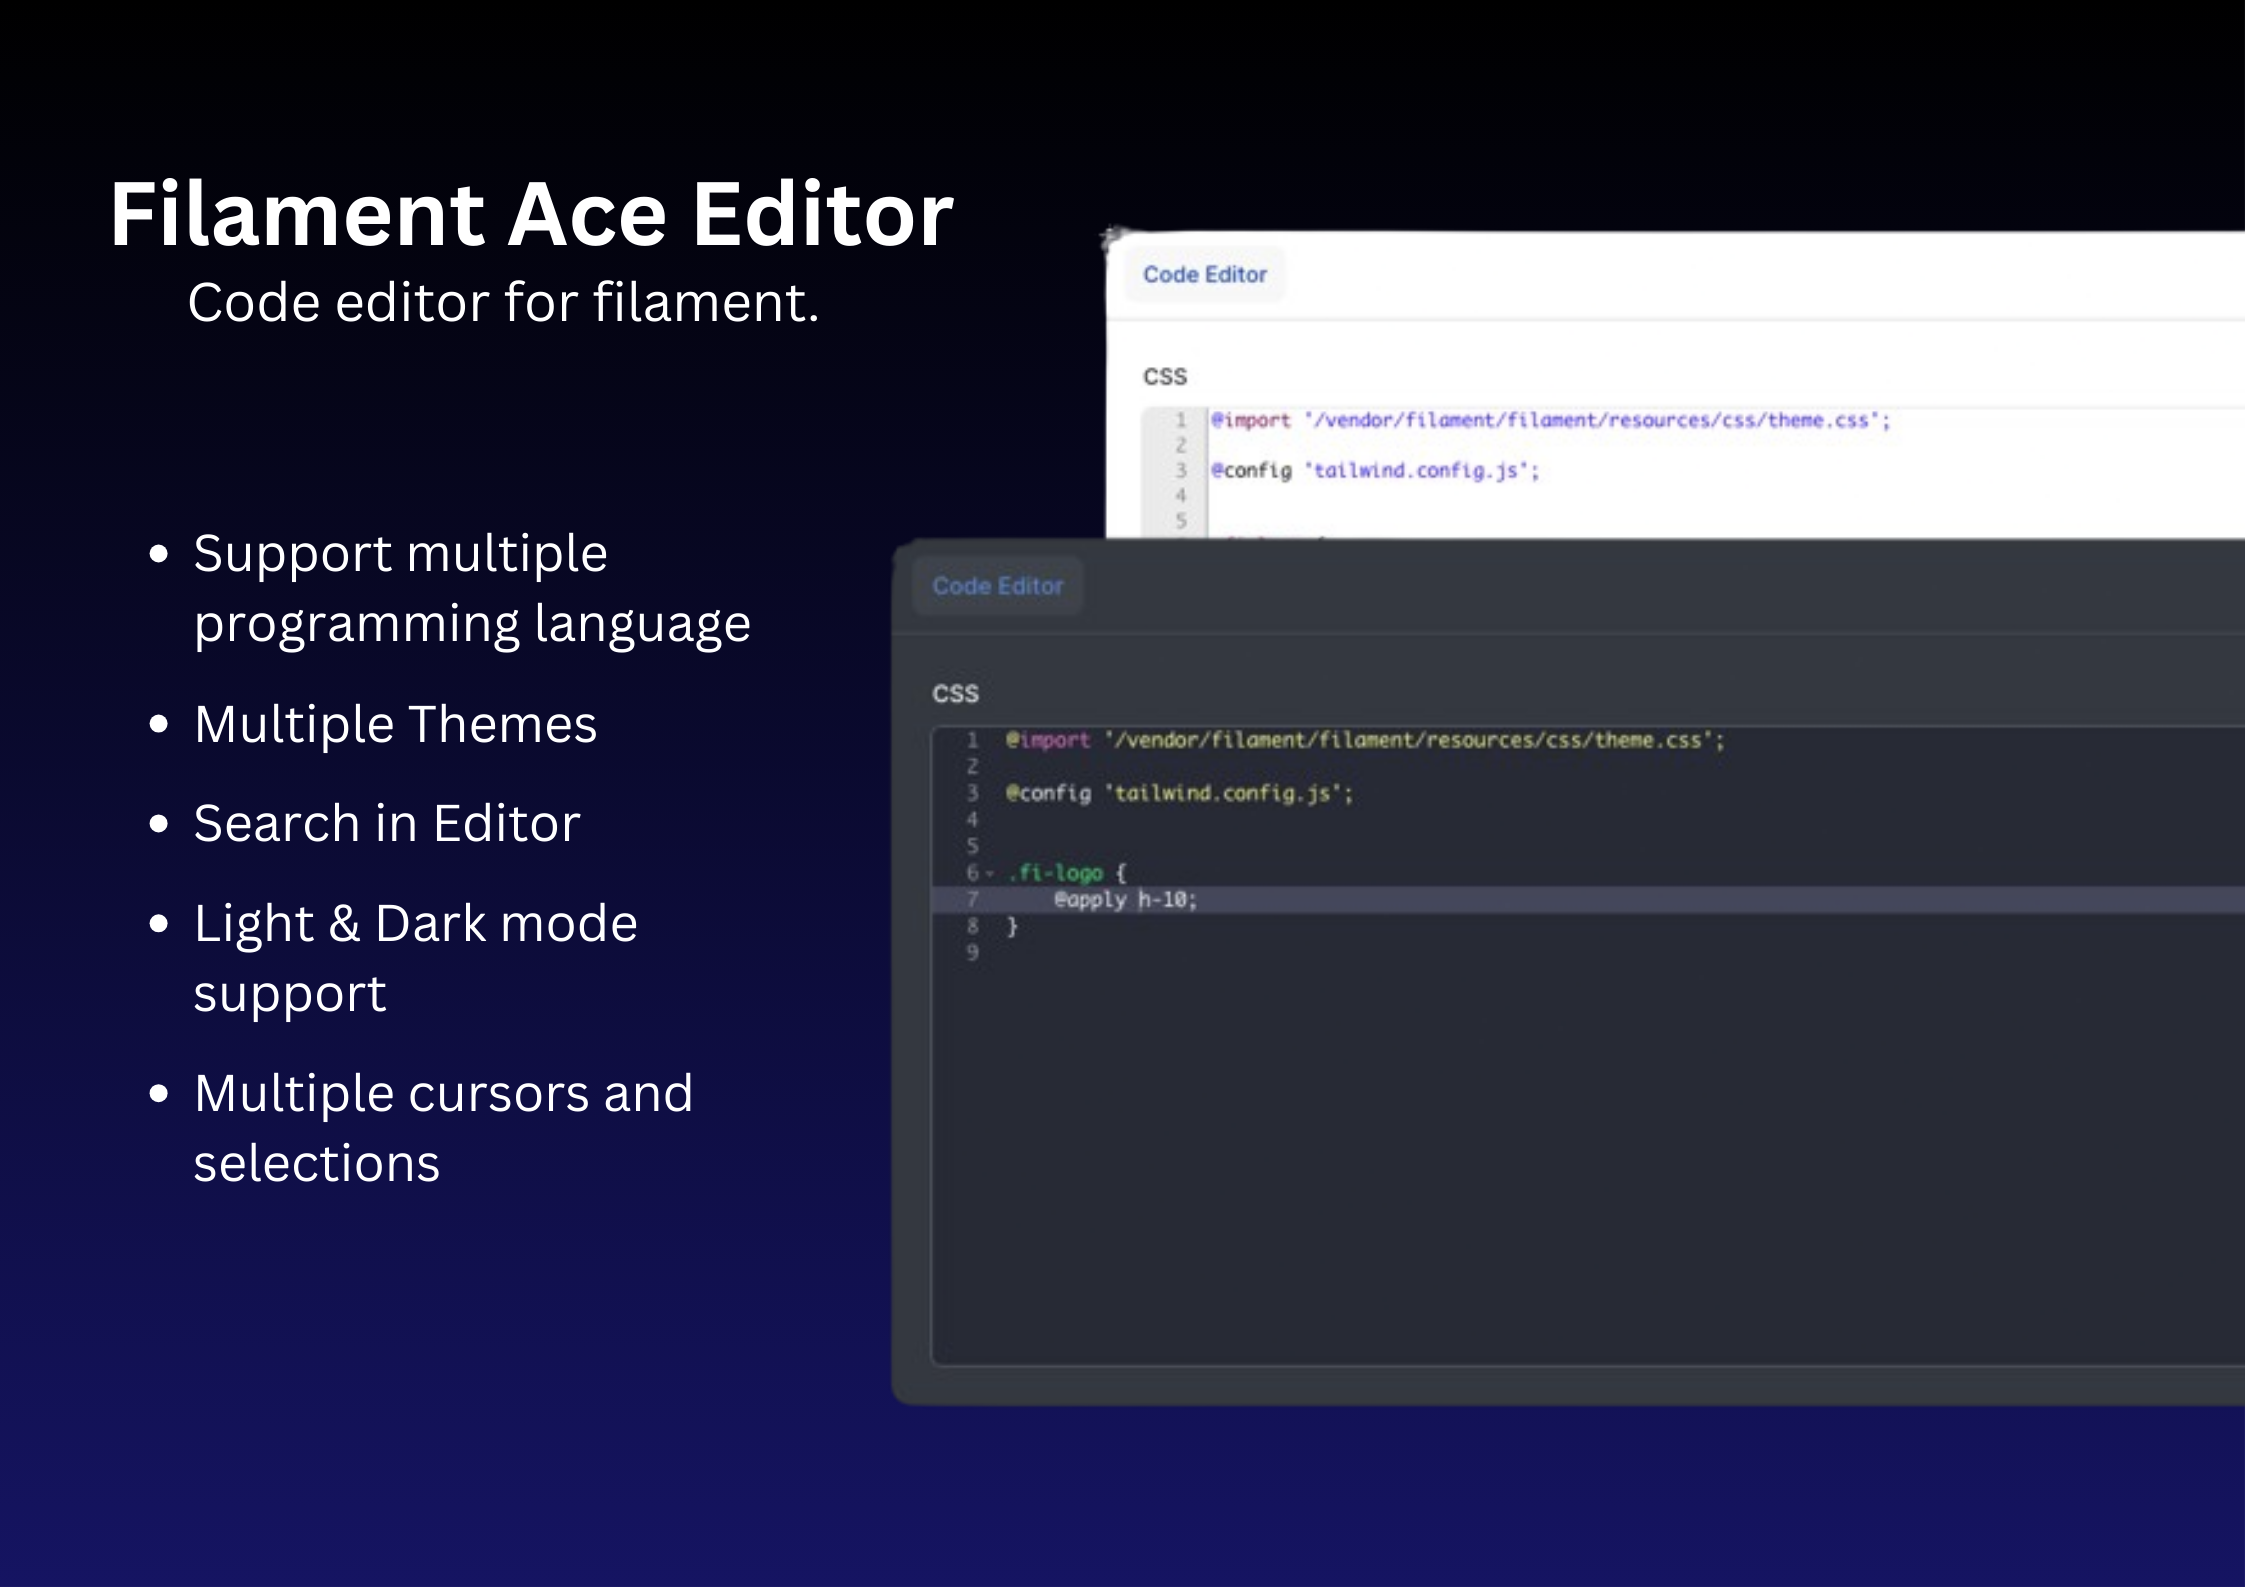 Filament Ace Editor
Code editor for filament.
• Support multiple
programming language
• Multiple Themes
• Search in Editor
• Light & Dark mode
support
• Multiple cursors and
selections
Code Editor
CSS
1 @import '/vendor/filament/filament/resources/css/theme.css';
2
3 @config 'tailwind.config.js';
4
5
Code Editor
CSS
1 @import '/vendor/filament/filament/resources/css/theme.css';
2
3 @config 'tailwind.config.js';
4
5
6 .fi-logo {
7     @apply h-10;
8 }
9